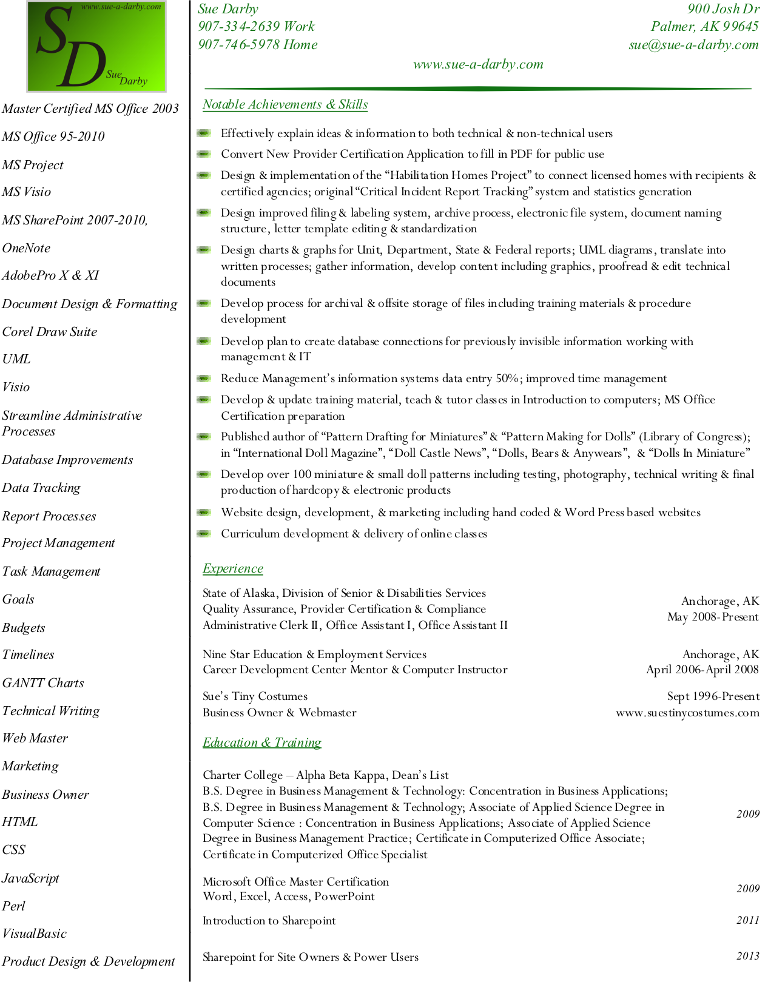 www.sue-a-darby.com
SD
Sue
Darby
Master Certified MS Office 2003
MS Office 95-2010
MS Project
MS Visio
MS SharePoint 2007-2010,
OneNote
AdobePro X & XI
Document Design & Formatting
Corel Draw Suite
UML
Visio
Streamline Administrative
Processes
Database Improvements
Data Tracking
Report Processes
Project Management
Task Management
Goals
Budgets
Timelines
GANTT Charts
Technical Writing
Web Master
Marketing
Business Owner
HTML
CSS
JavaScript
Perl
VisualBasic
Product Design & Development
Sue Darby
900 Josh Dr
907-334-2639 Work
Palmer, AK 99645
907-746-5978 Home
sue@sue-a-darby.com
www.sue-a-darby.com
Notable Achievements & Skills
Effectively explain ideas & information to both technical & non-technical users
Convert New Provider Certification Application to fill in PDF for public use
Design & implementation of the “Habilitation Homes Project” to connect licensed homes with recipients &
certified agencies; original “Critical Incident Report Tracking” system and statistics generation
Design improved filing & labeling system, archive process, electronic file system, document naming
structure, letter template editing & standardization
Design charts & graphs for Unit, Department, State & Federal reports; UML diagrams, translate into
written processes; gather information, develop content including graphics, proofread & edit technical
documents
Develop process for archival & offsite storage of files including training materials & procedure
development
Develop plan to create database connections for previously invisible information working with
management & IT
Reduce Management’s information systems data entry 50%; improved time management
Develop & update training material, teach & tutor classes in Introduction to computers; MS Office
Certification preparation
Published author of “Pattern Drafting for Miniatures” & “Pattern Making for Dolls” (Library of Congress);
in “International Doll Magazine”, “Doll Castle News”, “Dolls, Bears & Anywears”, & “Dolls In Miniature”
Develop over 100 miniature & small doll patterns including testing, photography, technical writing & final
production of hardcopy & electronic products
Website design, development, & marketing including hand coded & Word Press based websites
Curriculum development & delivery of online classes
Experience
State of Alaska, Division of Senior & Disabilities Services
Quality Assurance, Provider Certification & Compliance
Administrative Clerk II, Office Assistant I, Office Assistant II
Anchorage, AK
May 2008-Present
Nine Star Education & Employment Services
Anchorage, AK
Career Development Center Mentor & Computer Instructor
April 2006-April 2008
Sue’s Tiny Costumes
Sept 1996-Present
Business Owner & Webmaster
www.suestinycostumes.com
Education & Training
Charter College – Alpha Beta Kappa, Dean’s List
B.S. Degree in Business Management & Technology: Concentration in Business Applications;
B.S. Degree in Business Management & Technology; Associate of Applied Science Degree in
Computer Science : Concentration in Business Applications; Associate of Applied Science
Degree in Business Management Practice; Certificate in Computerized Office Associate;
Certificate in Computerized Office Specialist
2009
Microsoft Office Master Certification
Word, Excel, Access, PowerPoint
2009
Introduction to Sharepoint
2011
Sharepoint for Site Owners & Power Users
2013